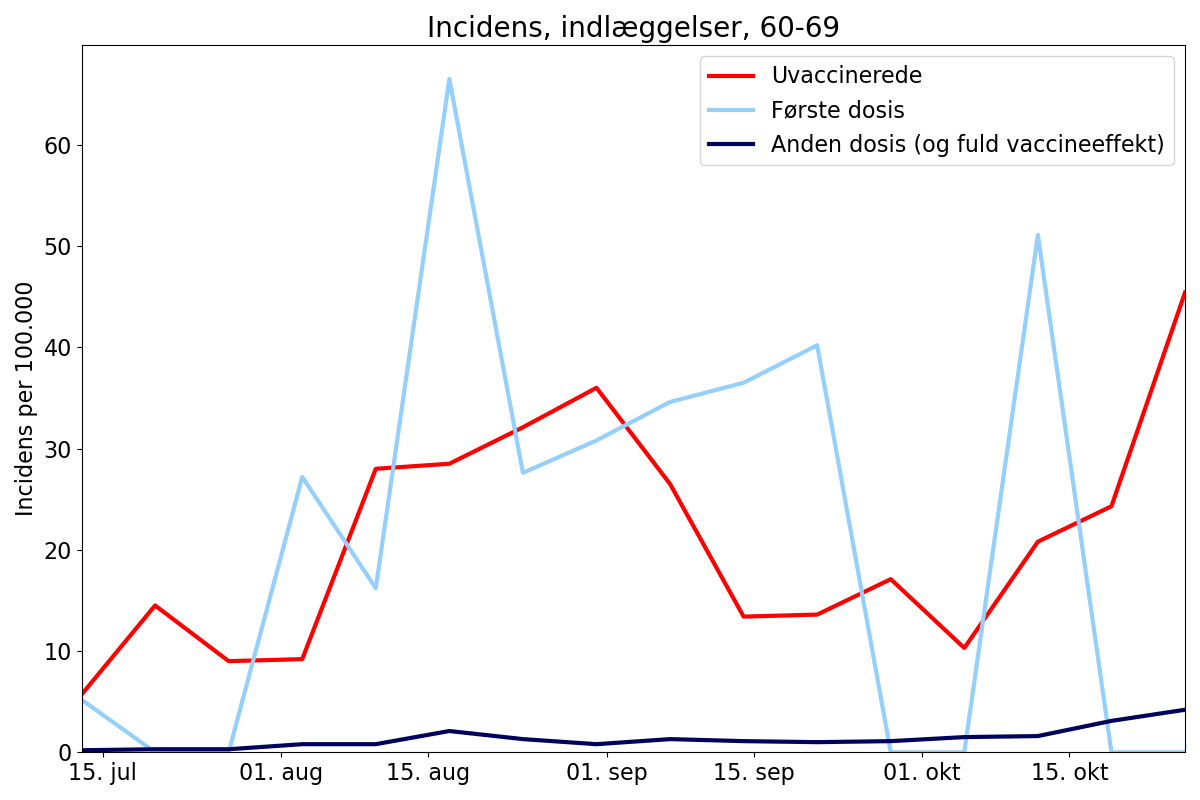 Incidens, indlæggelser, 60-69
Uvaccinerede
Første dosis
Anden dosis (og fuld vaccineeffekt)
Incidens per 100.000
60
50
40
30
20
10
0
15. jul
01. aug
15. aug
01. sep
15. sep
01. okt
15. okt